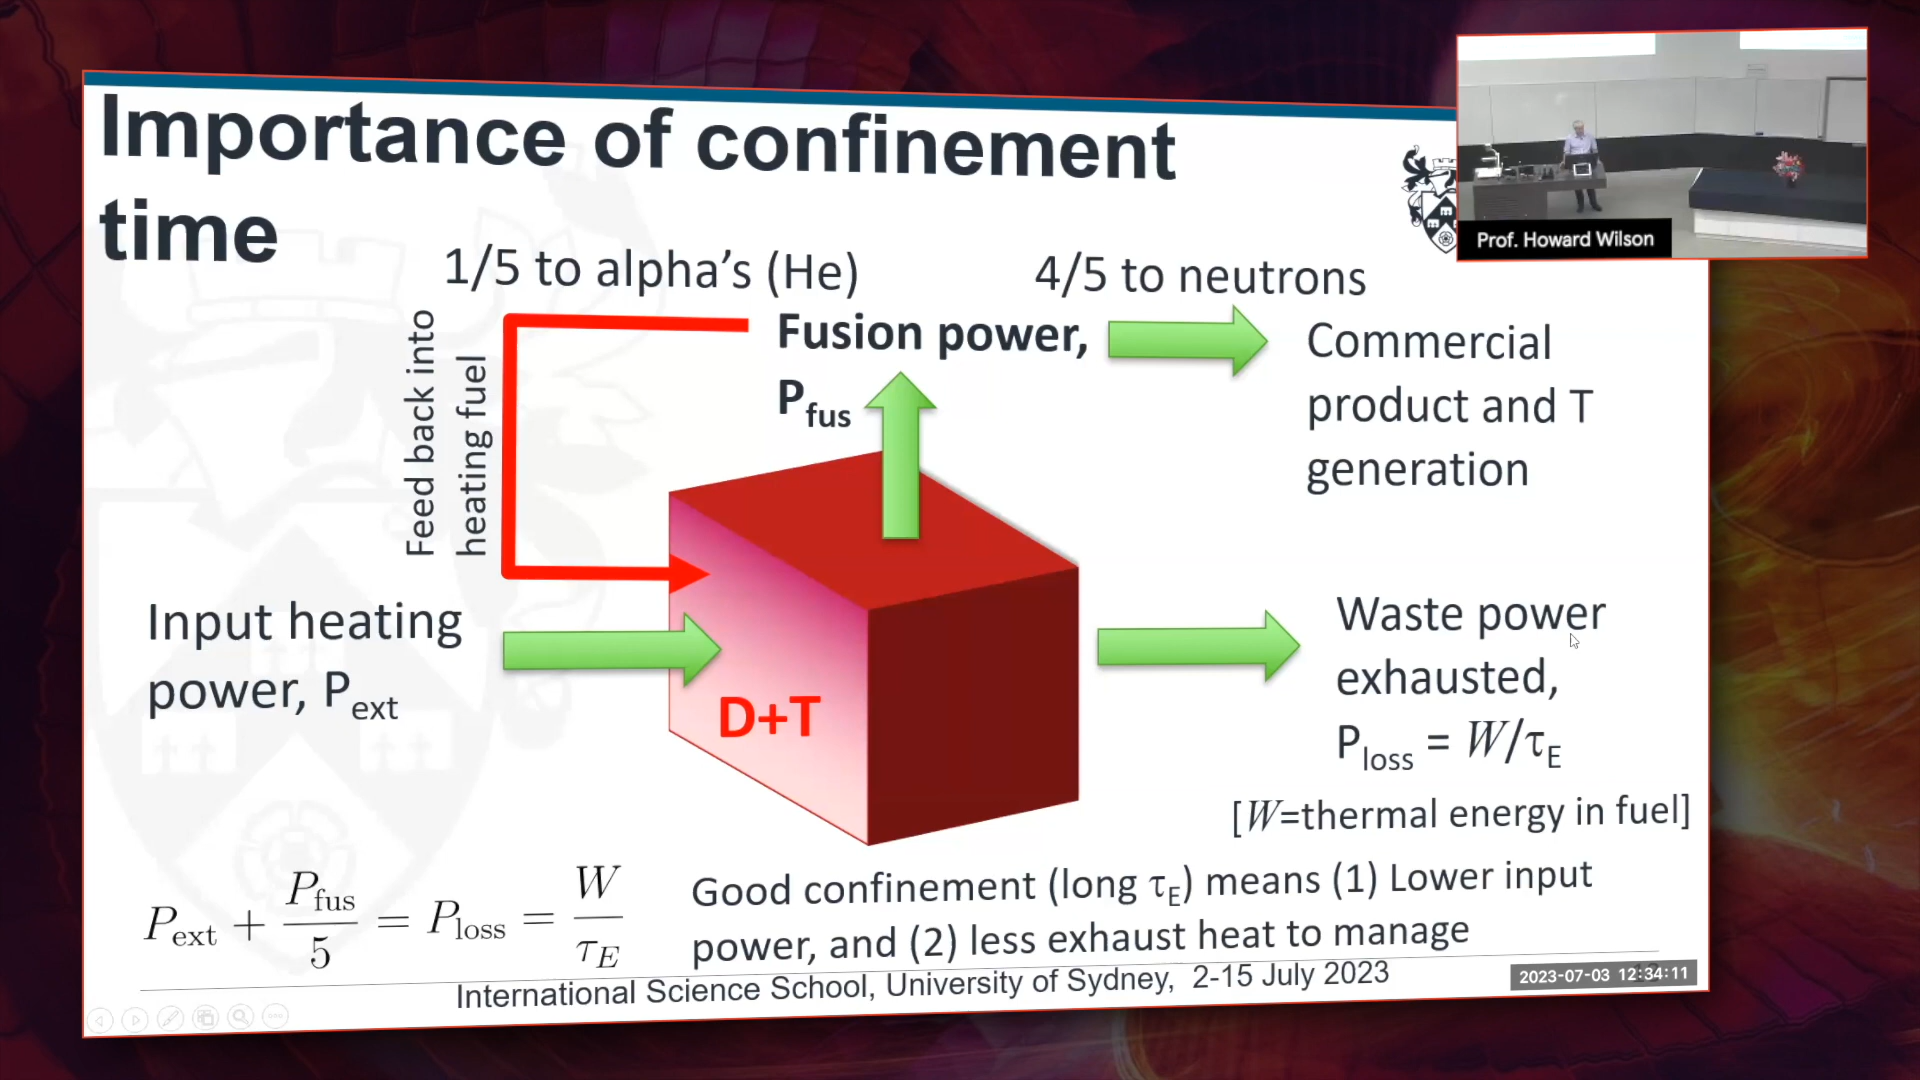 Importance of confinement
time
1/5 to alpha's (He)
4/5 to neutrons
Feed back into
heating fuel
Fusion power,
P_fus
Commercial
product and T
generation
Input heating
power, P_ext
D+T
Waste power
exhausted,
P_loss = W/τ_E
[W=thermal energy in fuel]
P_ext + P_fus/5 = P_loss = W/τ_E
Good confinement (long τ_E) means (1) Lower input
power, and (2) less exhaust heat to manage
International Science School, University of Sydney, 2-15 July 2023
2023-07-03 12:34:11
Prof. Howard Wilson